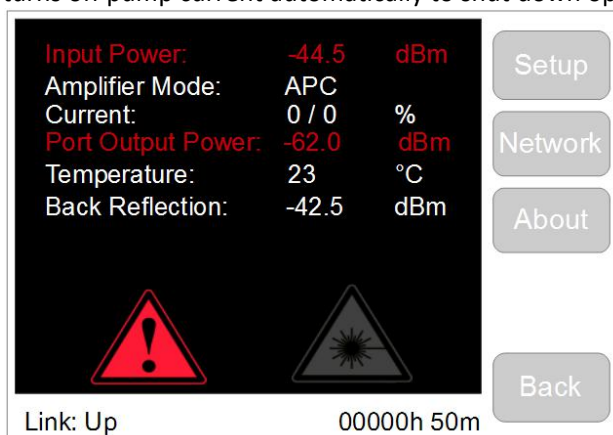 Input Power: -44.5 dBm
Amplifier Mode: APC
Current: 0 / 0 %
Port Output Power: -62.0 dBm
Temperature: 23 °C
Back Reflection: -42.5 dBm
Setup
Network
About
Back
Link: Up 00000h 50m